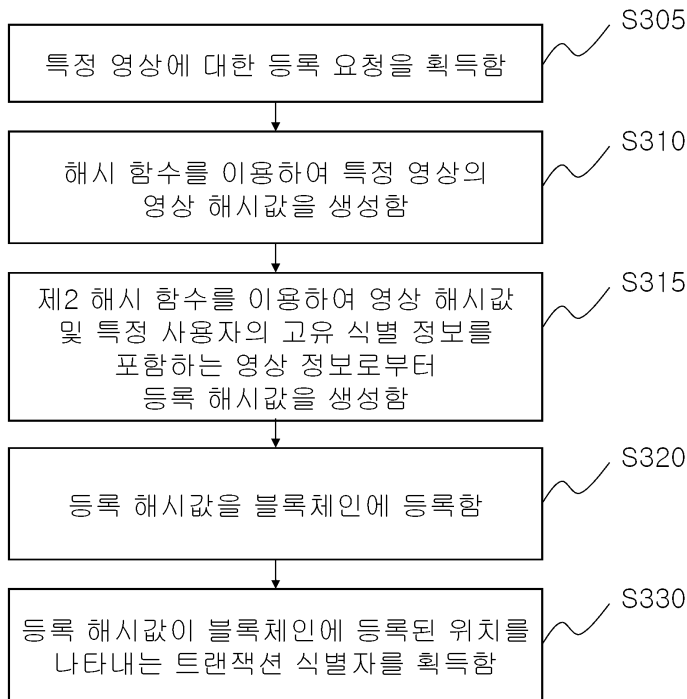 S305
특정 영상에 대한 등록 요청을 획득함
S310
해시 함수를 이용하여 특정 영상의
영상 해시값을 생성함
S315
제2 해시 함수를 이용하여 영상 해시값
및 특정 사용자의 고유 식별 정보를
포함하는 영상 정보로부터
등록 해시값을 생성함
S320
등록 해시값을 블록체인에 등록함
S330
등록 해시값이 블록체인에 등록된 위치를
나타내는 트랜잭션 식별자를 획득함